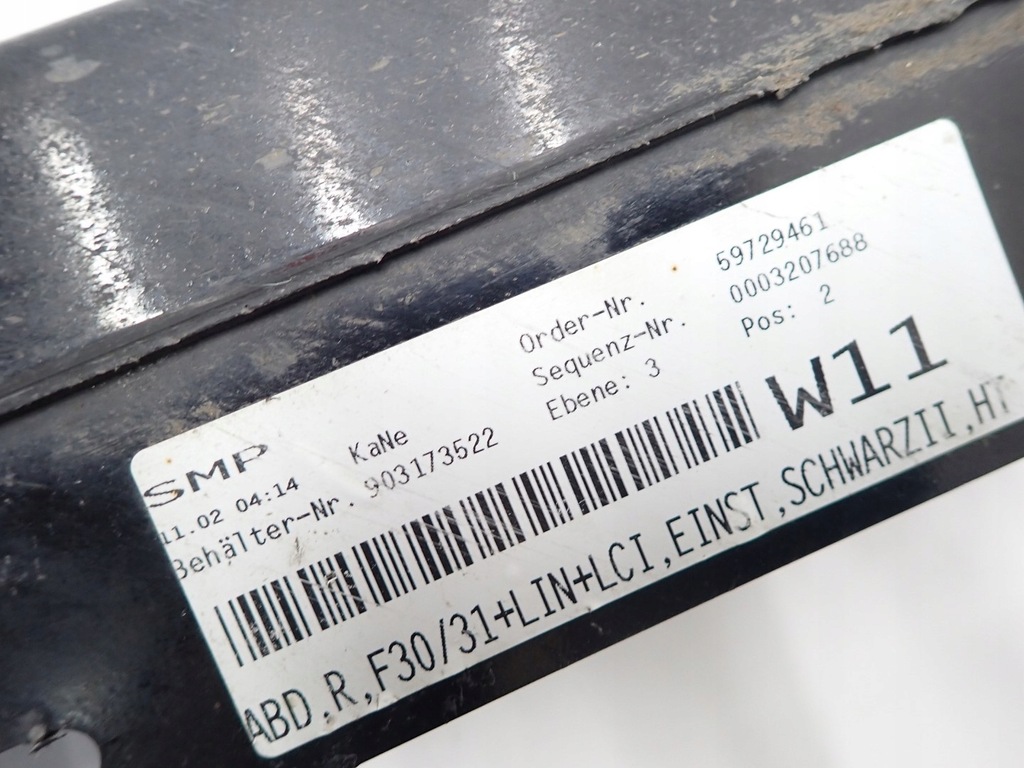 SMP
11.02 04:14
KaNe
Behälter-Nr. 903173522
Order-Nr. 59729461
Sequenz-Nr. 0003207688
Ebene: 3 Pos: 2
W11
ABD,R,F30/31+LIN+LCI,EINST,SCHWARZII,HT